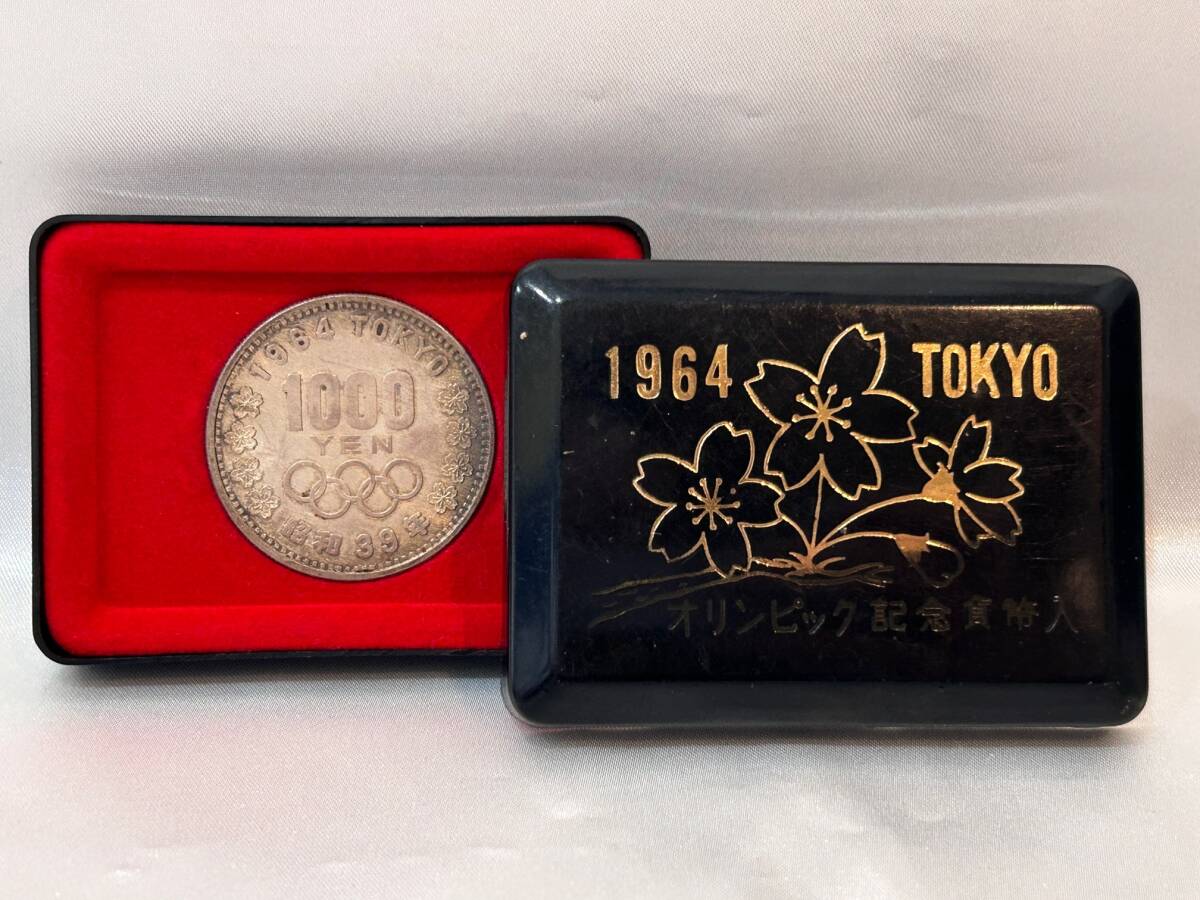 1964 TOKYO
1000
YEN
昭和39年
1964 TOKYO
オリンピック記念貨幣入